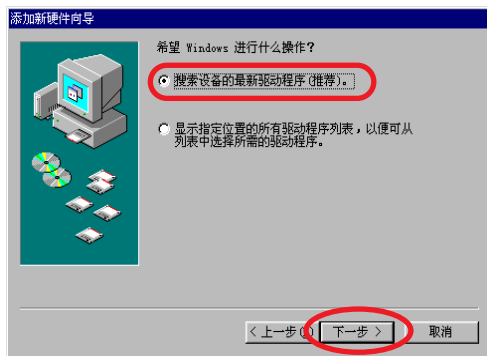 添加新硬件向导
希望 Windows 进行什么操作?
搜索设备的最新驱动程序(推荐)。
显示指定位置的所有驱动程序列表,以便可从
列表中选择所需的驱动程序。
<上一步
下一步 >
取消